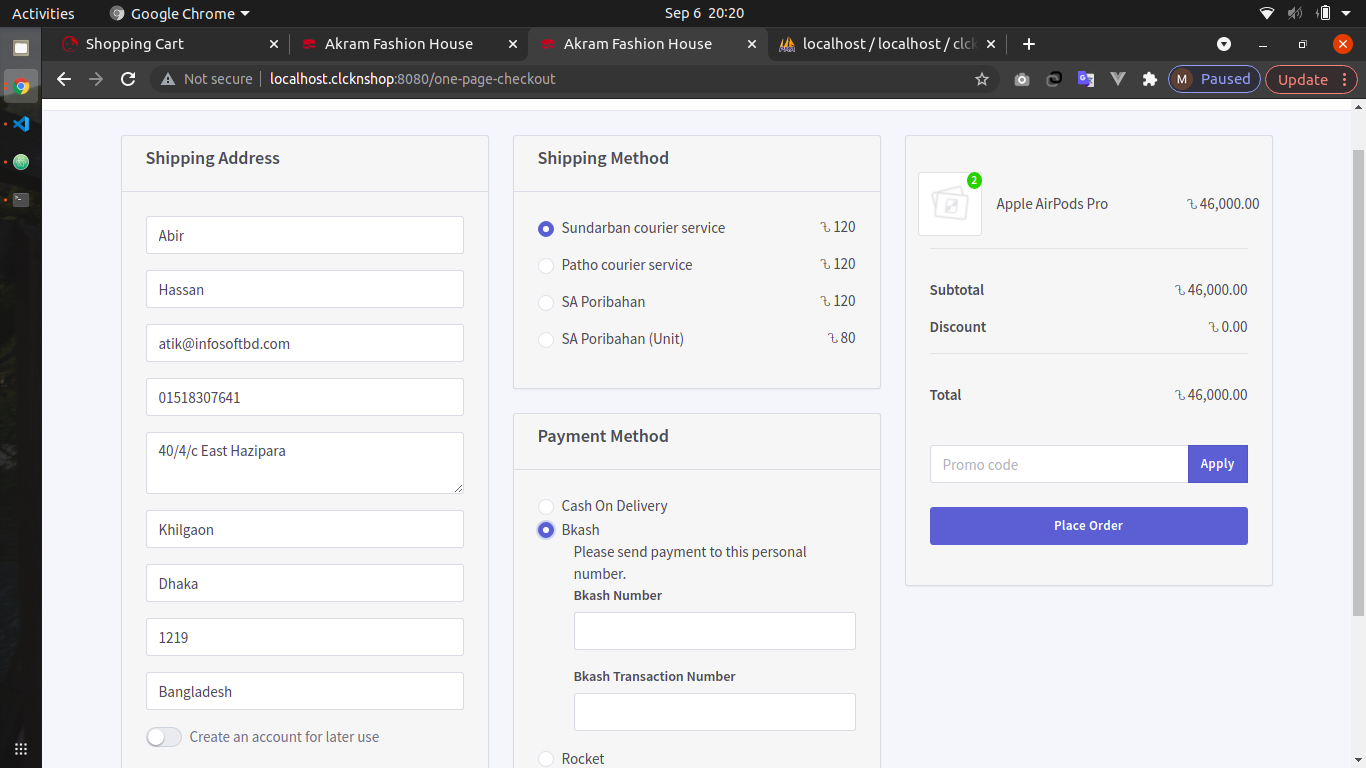 Activities
Google Chrome
Sep 6 20:20
Shopping Cart
Akram Fashion House
Akram Fashion House
localhost / localhost / clck
Not secure
localhost.clcknshop:8080/one-page-checkout
M
Paused
Update
Shipping Address
Abir
Hassan
atik@infosoftbd.com
01518307641
40/4/c East Hazipara
Khilgaon
Dhaka
1219
Bangladesh
Create an account for later use
Shipping Method
Sundarban courier service ৳ 120
Patho courier service ৳ 120
SA Poribahan ৳ 120
SA Poribahan (Unit) ৳ 80
Payment Method
Cash On Delivery
Bkash
Please send payment to this personal
number.
Bkash Number
Bkash Transaction Number
Rocket
2
Apple AirPods Pro ৳ 46,000.00
Subtotal ৳ 46,000.00
Discount ৳ 0.00
Total ৳ 46,000.00
Promo code
Apply
Place Order